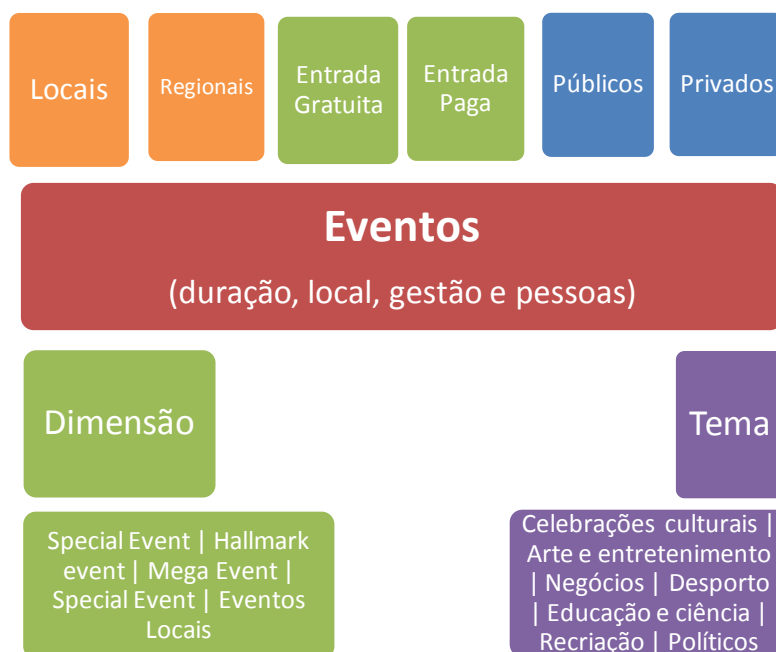 Locais
Regionais
Entrada
Gratuita
Entrada
Paga
Públicos
Privados
Eventos
(duração, local, gestão e pessoas)
Dimensão
Tema
Special Event | Hallmark
event | Mega Event |
Special Event | Eventos
Locais
Celebrações culturais |
Arte e entretenimento
| Negócios | Desporto
| Educação e ciência |
Recriação | Políticos